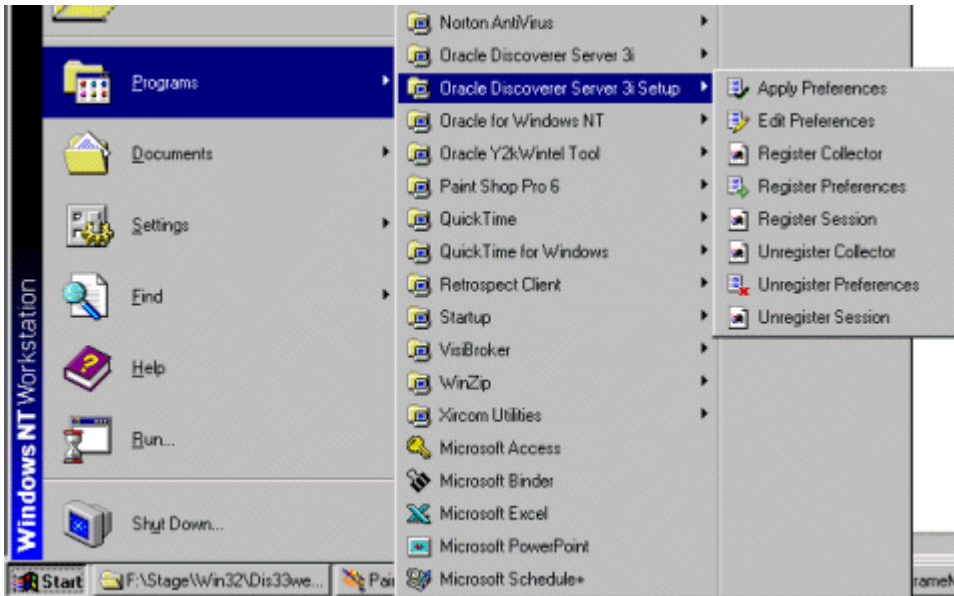 Windows NT Workstation
Programs
Documents
Settings
Find
Help
Run...
Shut Down...
Norton AntiVirus
Oracle Discoverer Server 3i
Oracle Discoverer Server 3i Setup
Oracle for Windows NT
Oracle Y2kWintel Tool
Paint Shop Pro 6
QuickTime
QuickTime for Windows
Retrospect Client
Startup
VisiBroker
WinZip
Xircom Utilities
Microsoft Access
Microsoft Binder
Microsoft Excel
Microsoft PowerPoint
Microsoft Schedule+
Apply Preferences
Edit Preferences
Register Collector
Register Preferences
Register Session
Unregister Collector
Unregister Preferences
Unregister Session
Start
F:\Stage\Win32\Dis33we...
Pai
rameM